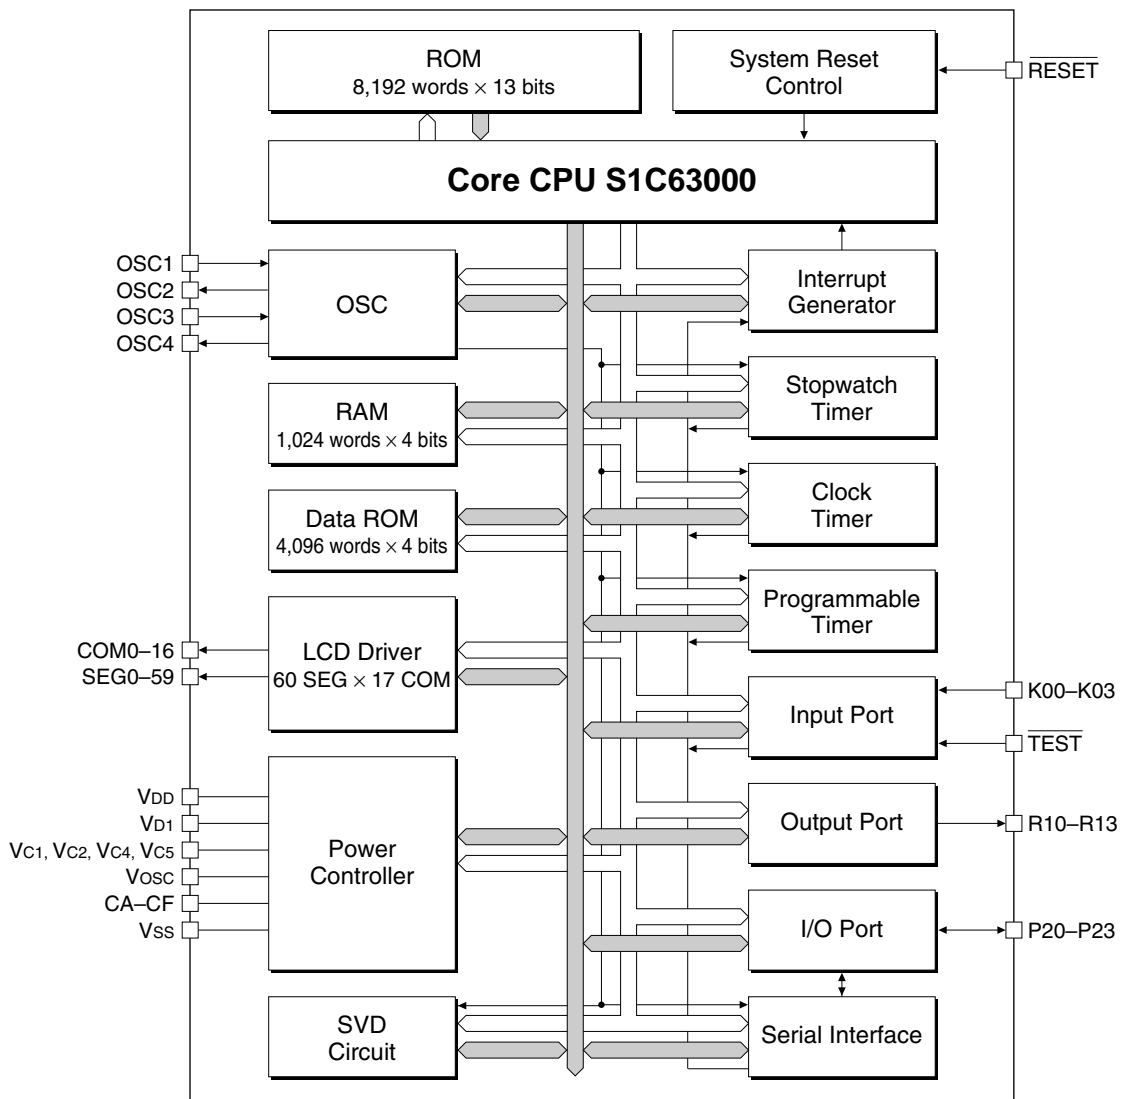 ROM
8,192 words × 13 bits
System Reset
Control
RESET
Core CPU S1C63000
OSC1
OSC2
OSC3
OSC4
OSC
Interrupt
Generator
RAM
1,024 words × 4 bits
Stopwatch
Timer
Data ROM
4,096 words × 4 bits
Clock
Timer
COM0–16
SEG0–59
LCD Driver
60 SEG × 17 COM
Programmable
Timer
Input Port
K00–K03
TEST
VDD
VD1
VC1, VC2, VC4, VC5
VOSC
CA–CF
VSS
Power
Controller
Output Port
R10–R13
I/O Port
P20–P23
SVD
Circuit
Serial Interface